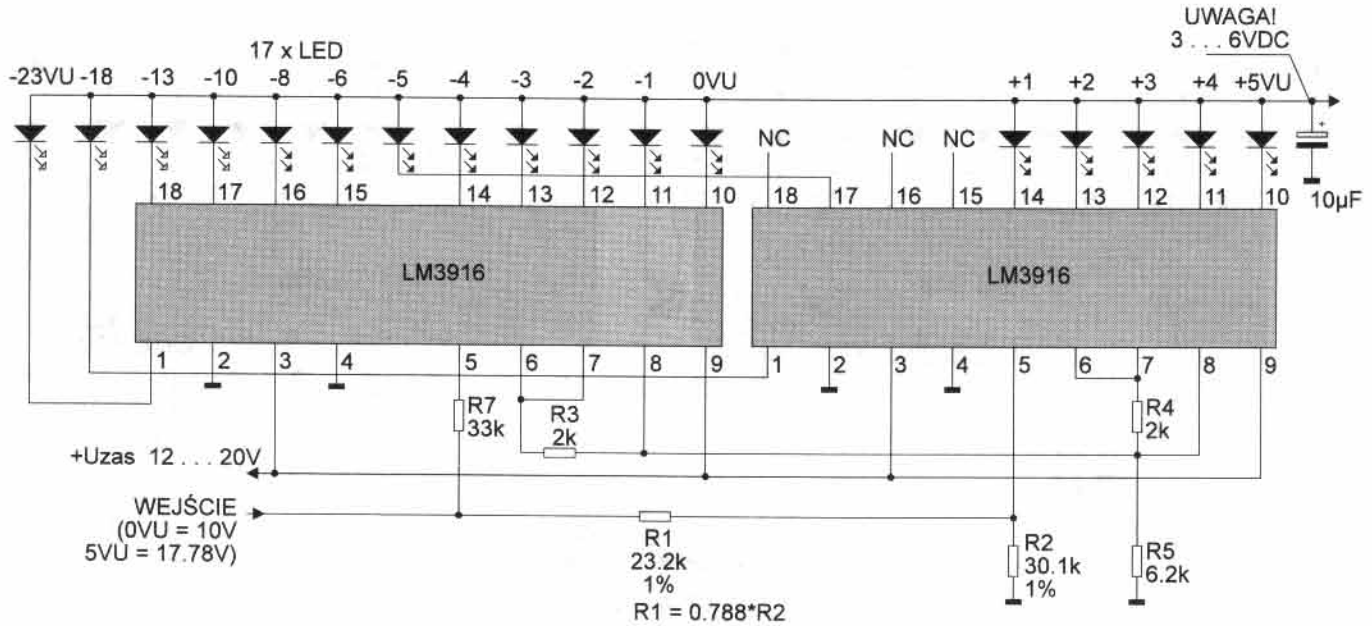 UWAGA!
3 . . . 6VDC
17 x LED
-23VU -18 -13 -10 -8 -6 -5 -4 -3 -2 -1 0VU +1 +2 +3 +4 +5VU
NC NC NC
18 17 16 15 14 13 12 11 10 18 17 16 15 14 13 12 11 10
+
10µF
LM3916 LM3916
1 2 3 4 5 6 7 8 9 1 2 3 4 5 6 7 8 9
R7
33k
R3
2k
R4
2k
+Uzas 12 . . . 20V
WEJŚCIE
(0VU = 10V
5VU = 17.78V)
R1
23.2k
1%
R1 = 0.788*R2
R2
30.1k
1%
R5
6.2k